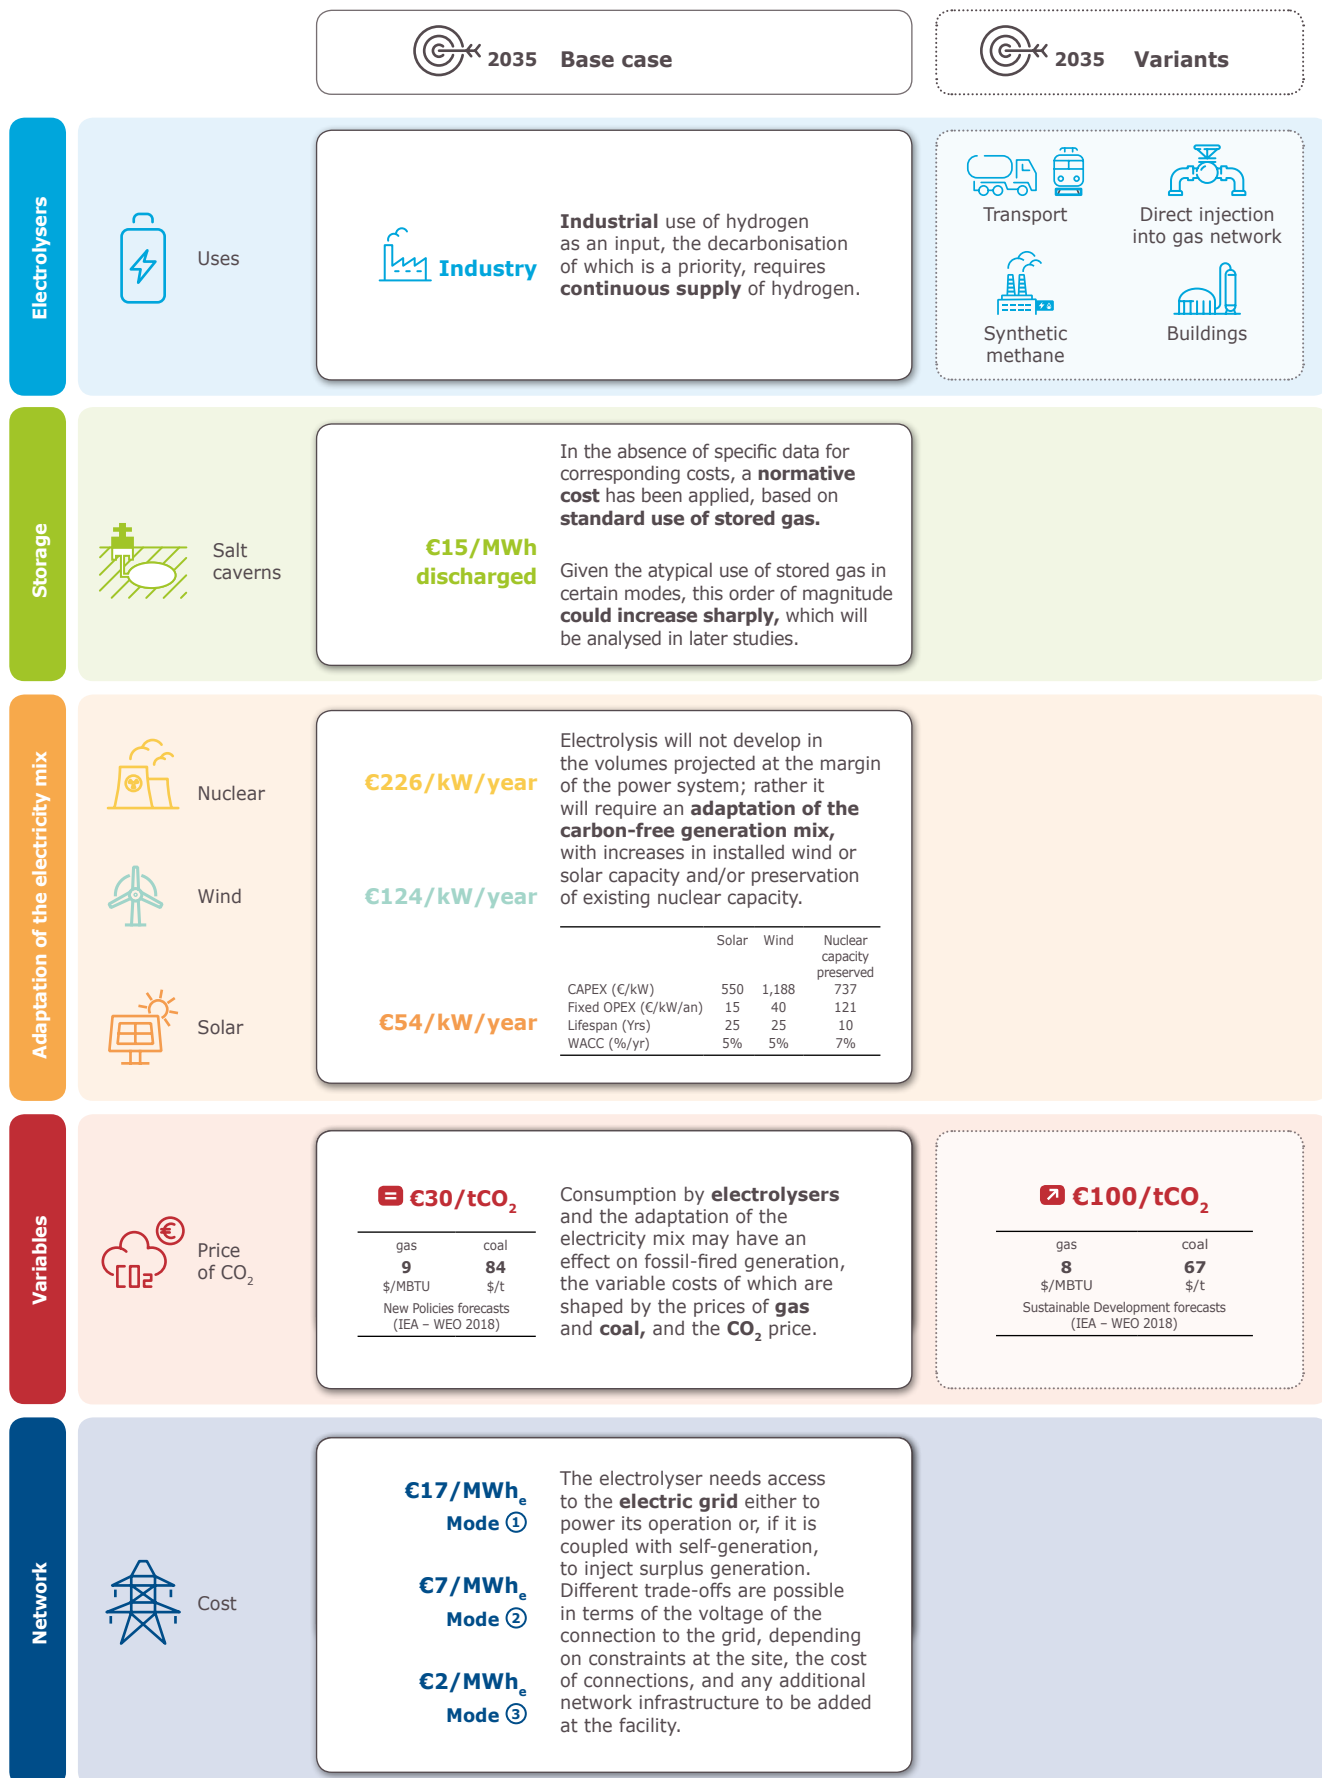 2035 Base case
2035 Variants
Electrolysers
Uses
Industry
Industrial use of hydrogen
as an input, the decarbonisation
of which is a priority, requires
continuous supply of hydrogen.
Transport
Direct injection
into gas network
Synthetic
methane
Buildings
Storage
Salt
caverns
€15/MWh
discharged
In the absence of specific data for
corresponding costs, a normative
cost has been applied, based on
standard use of stored gas.
Given the atypical use of stored gas in
certain modes, this order of magnitude
could increase sharply, which will
be analysed in later studies.
Adaptation of the electricity mix
Nuclear
€226/kW/year
Wind
€124/kW/year
Solar
€54/kW/year
Electrolysis will not develop in
the volumes projected at the margin
of the power system; rather it
will require an adaptation of the
carbon-free generation mix,
with increases in installed wind or
solar capacity and/or preservation
of existing nuclear capacity.
Solar Wind Nuclear
capacity
preserved
CAPEX (€/kW) 550 1,188 737
Fixed OPEX (€/kW/an) 15 40 121
Lifespan (Yrs) 25 25 10
WACC (%/yr) 5% 5% 7%
Variables
CO2
€
Price
of CO2
= €30/tCO2
gas coal
9 84
$/MBTU $/t
New Policies forecasts
(IEA – WEO 2018)
Consumption by electrolysers
and the adaptation of the
electricity mix may have an
effect on fossil-fired generation,
the variable costs of which are
shaped by the prices of gas
and coal, and the CO2 price.
€100/tCO2
gas coal
8 67
$/MBTU $/t
Sustainable Development forecasts
(IEA – WEO 2018)
Network
Cost
€17/MWhe
Mode 1
€7/MWhe
Mode 2
€2/MWhe
Mode 3
The electrolyser needs access
to the electric grid either to
power its operation or, if it is
coupled with self-generation,
to inject surplus generation.
Different trade-offs are possible
in terms of the voltage of the
connection to the grid, depending
on constraints at the site, the cost
of connections, and any additional
network infrastructure to be added
at the facility.